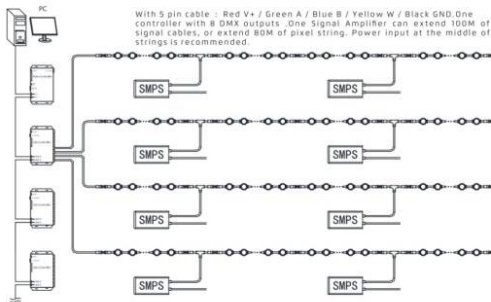 PC
With 5 pin cable : Red V+ / Green A / Blue B / Yellow W / Black GND.One
controller with 8 DMX outputs .One Signal Amplifier can extend 100M of
signal cables, or extend 80M of pixel string. Power input at the middle of
strings is recommended.
SMPS
SMPS
SMPS
SMPS
SMPS
SMPS
SMPS
SMPS